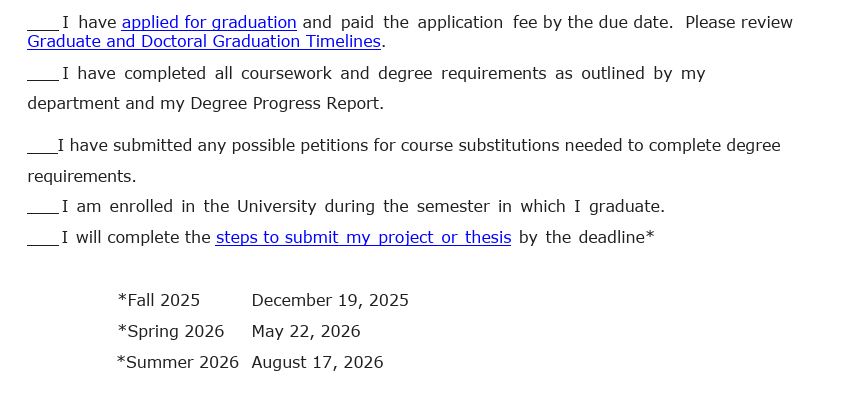 ____I have applied for graduation and paid the application fee by the due date. Please review
Graduate and Doctoral Graduation Timelines.
____I have completed all coursework and degree requirements as outlined by my
department and my Degree Progress Report.
____I have submitted any possible petitions for course substitutions needed to complete degree
requirements.
____I am enrolled in the University during the semester in which I graduate.
____I will complete the steps to submit my project or thesis by the deadline*
*Fall 2025 December 19, 2025
*Spring 2026 May 22, 2026
*Summer 2026 August 17, 2026